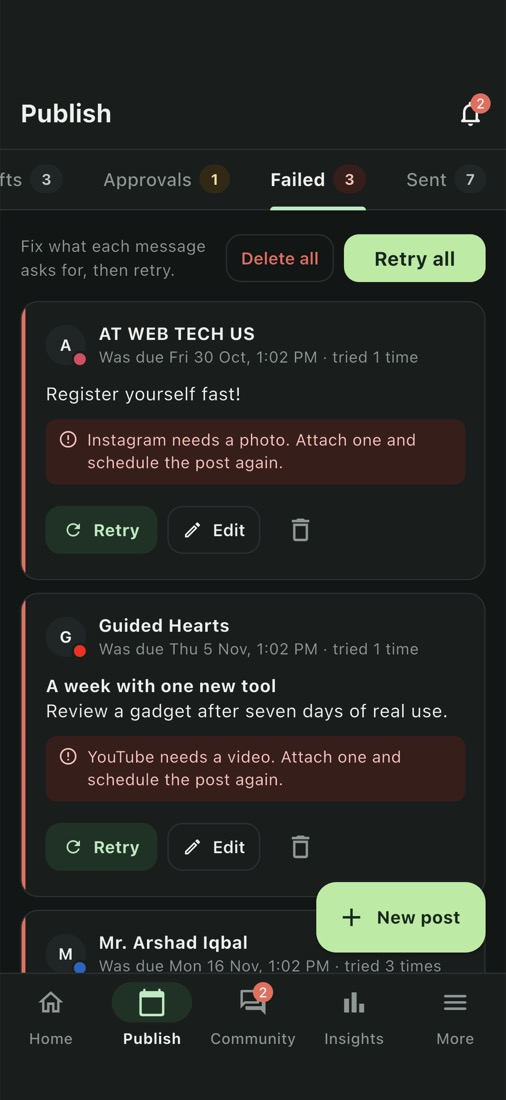 Publish
2
fts 3 Approvals 1 Failed 3 Sent 7
Fix what each message
asks for, then retry.
Delete all
Retry all
A
AT WEB TECH US
Was due Fri 30 Oct, 1:02 PM · tried 1 time
Register yourself fast!
Instagram needs a photo. Attach one and
schedule the post again.
Retry Edit
G
Guided Hearts
Was due Thu 5 Nov, 1:02 PM · tried 1 time
A week with one new tool
Review a gadget after seven days of real use.
YouTube needs a video. Attach one and
schedule the post again.
Retry Edit
New post
M
Mr. Arshad Iqbal
Was due Mon 16 Nov, 1:02 PM · tried 3 times
2
Home Publish Community Insights More